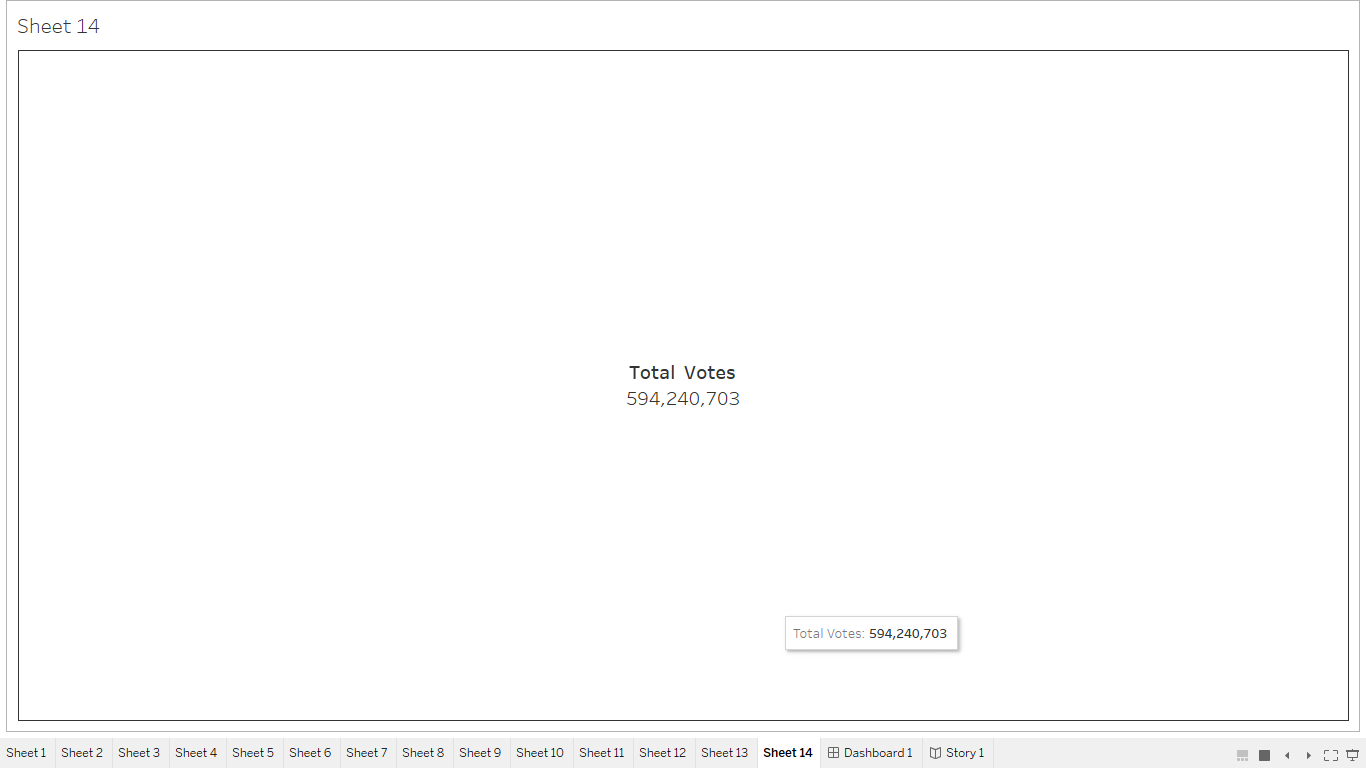 Sheet 14
Total Votes
594,240,703
Total Votes: 594,240,703
Sheet 1 Sheet 2 Sheet 3 Sheet 4 Sheet 5 Sheet 6 Sheet 7 Sheet 8 Sheet 9 Sheet 10 Sheet 11 Sheet 12 Sheet 13 Sheet 14 Dashboard 1 Story 1